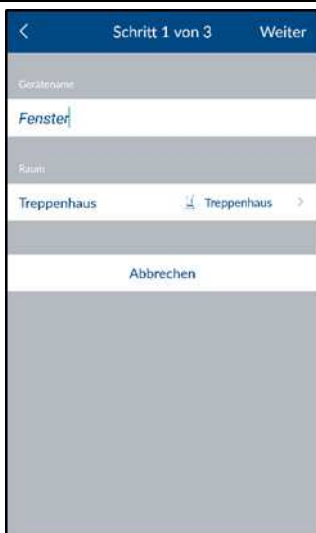 Schritt 1 von 3 Weiter
Gerätename
Fenster
Raum
Treppenhaus Treppenhaus
Abbrechen